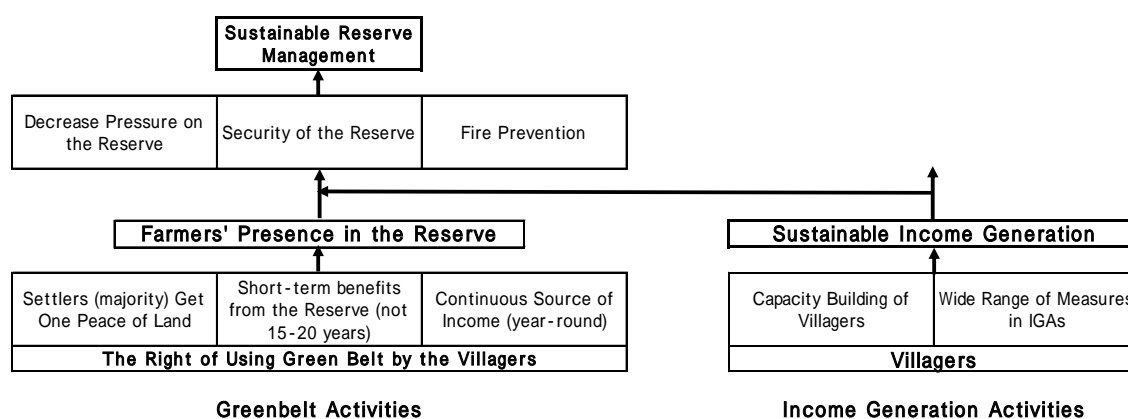 Sustainable Reserve
Management
Decrease Pressure on
the Reserve
Security of the Reserve
Fire Prevention
Farmers' Presence in the Reserve
Sustainable Income Generation
Settlers (majority) Get
One Peace of Land
Short-term benefits
from the Reserve (not
15-20 years)
Continuous Source of
Income (year-round)
Capacity Building of
Villagers
Wide Range of Measures
in IGAs
The Right of Using Green Belt by the Villagers
Villagers
Greenbelt Activities
Income Generation Activities